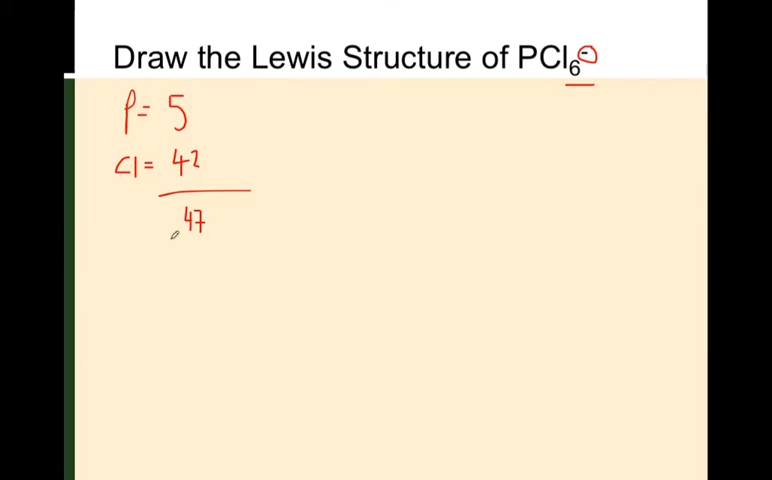 Draw the Lewis Structure of PCl6-
P= 5
Cl= 42
47